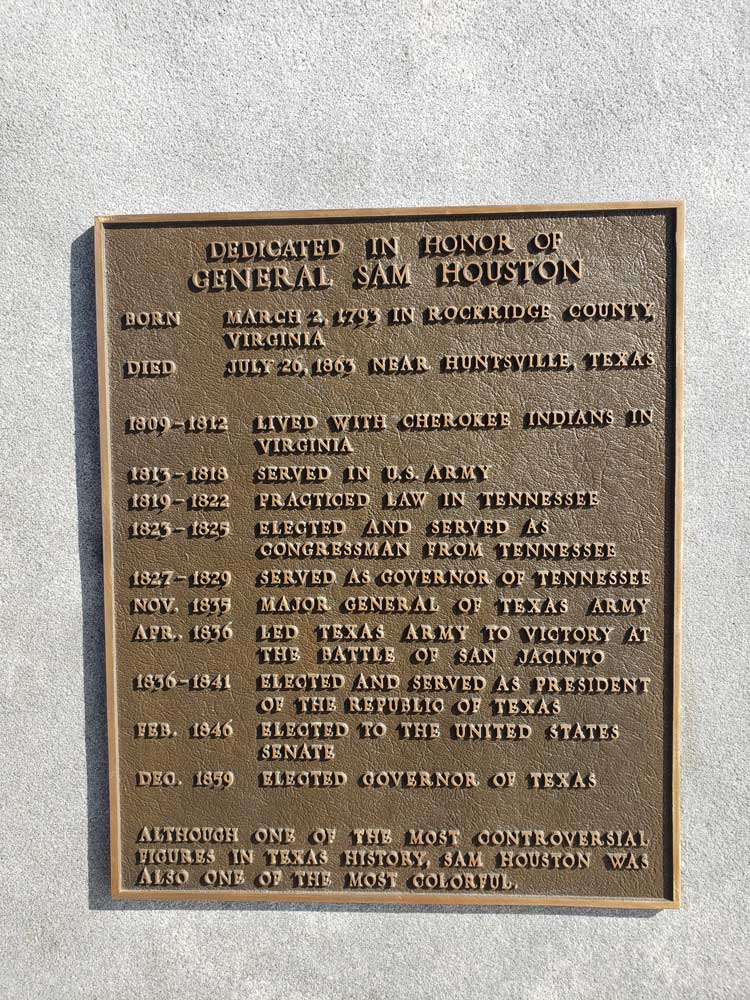 DEDICATED IN HONOR OF
GENERAL SAM HOUSTON
BORN MARCH 2, 1793 IN ROCKRIDGE COUNTY
VIRGINIA
DIED JULY 26, 1863 NEAR HUNTSVILLE, TEXAS
1809-1812 LIVED WITH CHEROKEE INDIANS IN
VIRGINIA
1813-1818 SERVED IN U.S. ARMY
1819-1822 PRACTICED LAW IN TENNESSEE
1823-1825 ELECTED AND SERVED AS
CONGRESSMAN FROM TENNESSEE
1827-1829 SERVED AS GOVERNOR OF TENNESSEE
NOV. 1835 MAJOR GENERAL OF TEXAS ARMY
APR. 1836 LED TEXAS ARMY TO VICTORY AT
THE BATTLE OF SAN JACINTO
1836-1841 ELECTED AND SERVED AS PRESIDENT
OF THE REPUBLIC OF TEXAS
FEB. 1846 ELECTED TO THE UNITED STATES
SENATE
DEC. 1859 ELECTED GOVERNOR OF TEXAS
ALTHOUGH ONE OF THE MOST CONTROVERSIAL
FIGURES IN TEXAS HISTORY, SAM HOUSTON WAS
ALSO ONE OF THE MOST COLORFUL.